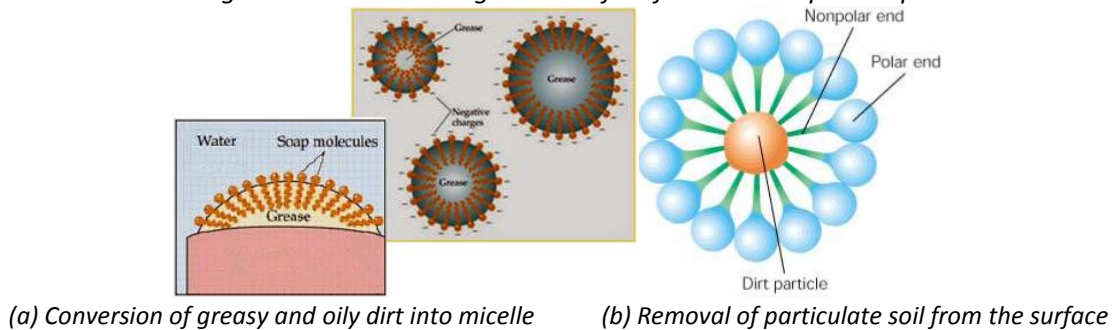 Water
Soap molecules
Grease
Grease
Grease
Negative
charges
Grease
Nonpolar end
Polar end
Dirt particle
(a) Conversion of greasy and oily dirt into micelle
(b) Removal of particulate soil from the surface